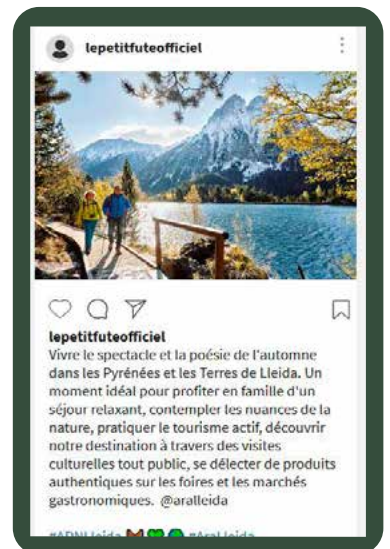 lepetitfuteofficiel
lepetitfuteofficiel
Vivre le spectacle et la poésie de l'automne
dans les Pyrénées et les Terres de Lleida. Un
moment idéal pour profiter en famille d'un
séjour relaxant, contempler les nuances de la
nature, pratiquer le tourisme actif, découvrir
notre destination à travers des visites
culturelles tout public, se délecter de produits
authentiques sur les foires et les marchés
gastronomiques. @aralleida